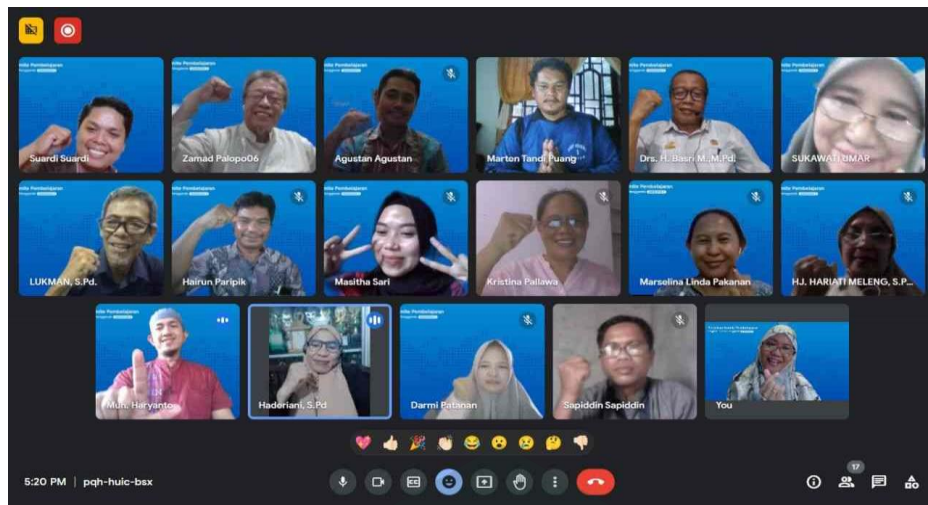 Suardi Suardi
Zamad Palopo06
Agustan Agustan
Marten Tandi Puang
Drs. H. Basri M.,M.Pd.
SUKAWATI UMAR
LUKMAN, S.Pd.
Hairun Paripik
Masitha Sari
Kristina Pallawa
Marselina Linda Pakanan
HJ. HARIATI MELENG, S.P...
Muh. Haryanto
Haderiani, S.Pd
Darmi Patanan
Sapiddin Sapiddin
You
5:20 PM | pqh-huic-bsx
CC
17